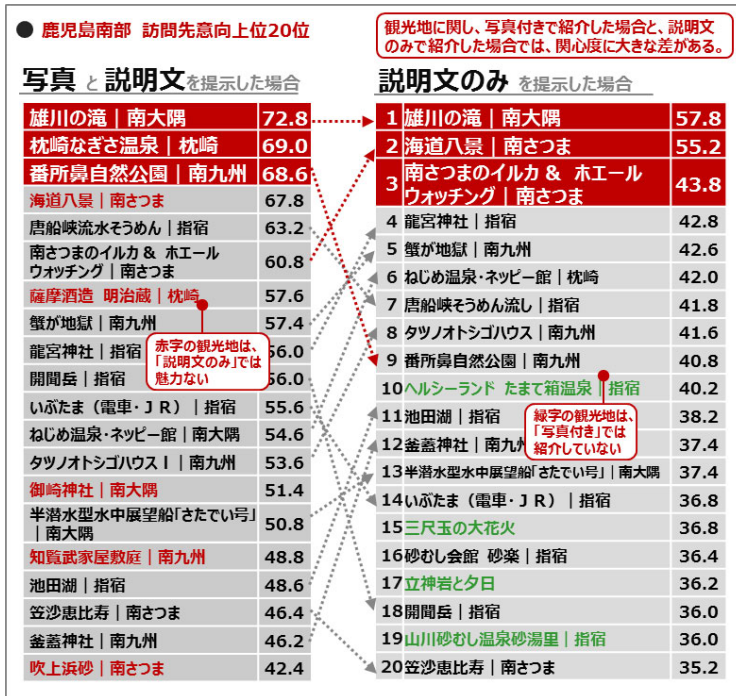 ● 鹿児島南部 訪問先意向上位20位
観光地に関し、写真付きで紹介した場合と、説明文
のみで紹介した場合では、関心度に大きな差がある。
写真 と 説明文を提示した場合
雄川の滝｜南大隅 72.8
枕崎なぎさ温泉｜枕崎 69.0
番所鼻自然公園｜南九州 68.6
海道八景｜南さつま 67.8
唐船峡流水そうめん｜指宿 63.2
南さつまのイルカ＆ ホエール
ウォッチング｜南さつま 60.8
薩摩酒造 明治蔵｜枕崎 57.6
蟹が地獄｜南九州 57.4
龍宮神社｜指宿 56.0
開聞岳｜指宿 56.0
いぶたま（電車・ＪＲ）｜指宿 55.6
ねじめ温泉・ネッピー館｜南大隅 54.6
タツノオトシゴハウスＩ｜南九州 53.6
御崎神社｜南大隅 51.4
半潜水型水中展望船「さたでい号」
｜南大隅 50.8
知覧武家屋敷庭｜南九州 48.8
池田湖｜指宿 48.6
笠沙恵比寿｜南さつま 46.4
釜蓋神社｜南九州 46.2
吹上浜砂｜南さつま 42.4
赤字の観光地は、
「説明文のみ」では
魅力ない
説明文のみ を提示した場合
1 雄川の滝｜南大隅 57.8
2 海道八景｜南さつま 55.2
3 南さつまのイルカ＆ ホエール
ウォッチング｜南さつま 43.8
4 龍宮神社｜指宿 42.8
5 蟹が地獄｜南九州 42.6
6 ねじめ温泉・ネッピー館｜枕崎 42.0
7 唐船峡そうめん流し｜指宿 41.8
8 タツノオトシゴハウス｜南九州 41.6
9 番所鼻自然公園｜南九州 40.8
10 ヘルシーランド たまて箱温泉｜指宿 40.2
11 池田湖｜指宿 38.2
12 釜蓋神社｜南九州 37.4
13 半潜水型水中展望船「さたでい号」｜南大隅 37.4
14 いぶたま（電車・ＪＲ）｜指宿 36.8
15 三尺玉の大花火 36.8
16 砂むし会館 砂楽｜指宿 36.4
17 立神岩と夕日 36.2
18 開聞岳｜指宿 36.0
19 山川砂むし温泉砂湯里｜指宿 36.0
20 笠沙恵比寿｜南さつま 35.2
緑字の観光地は、
「写真付き」では
紹介していない